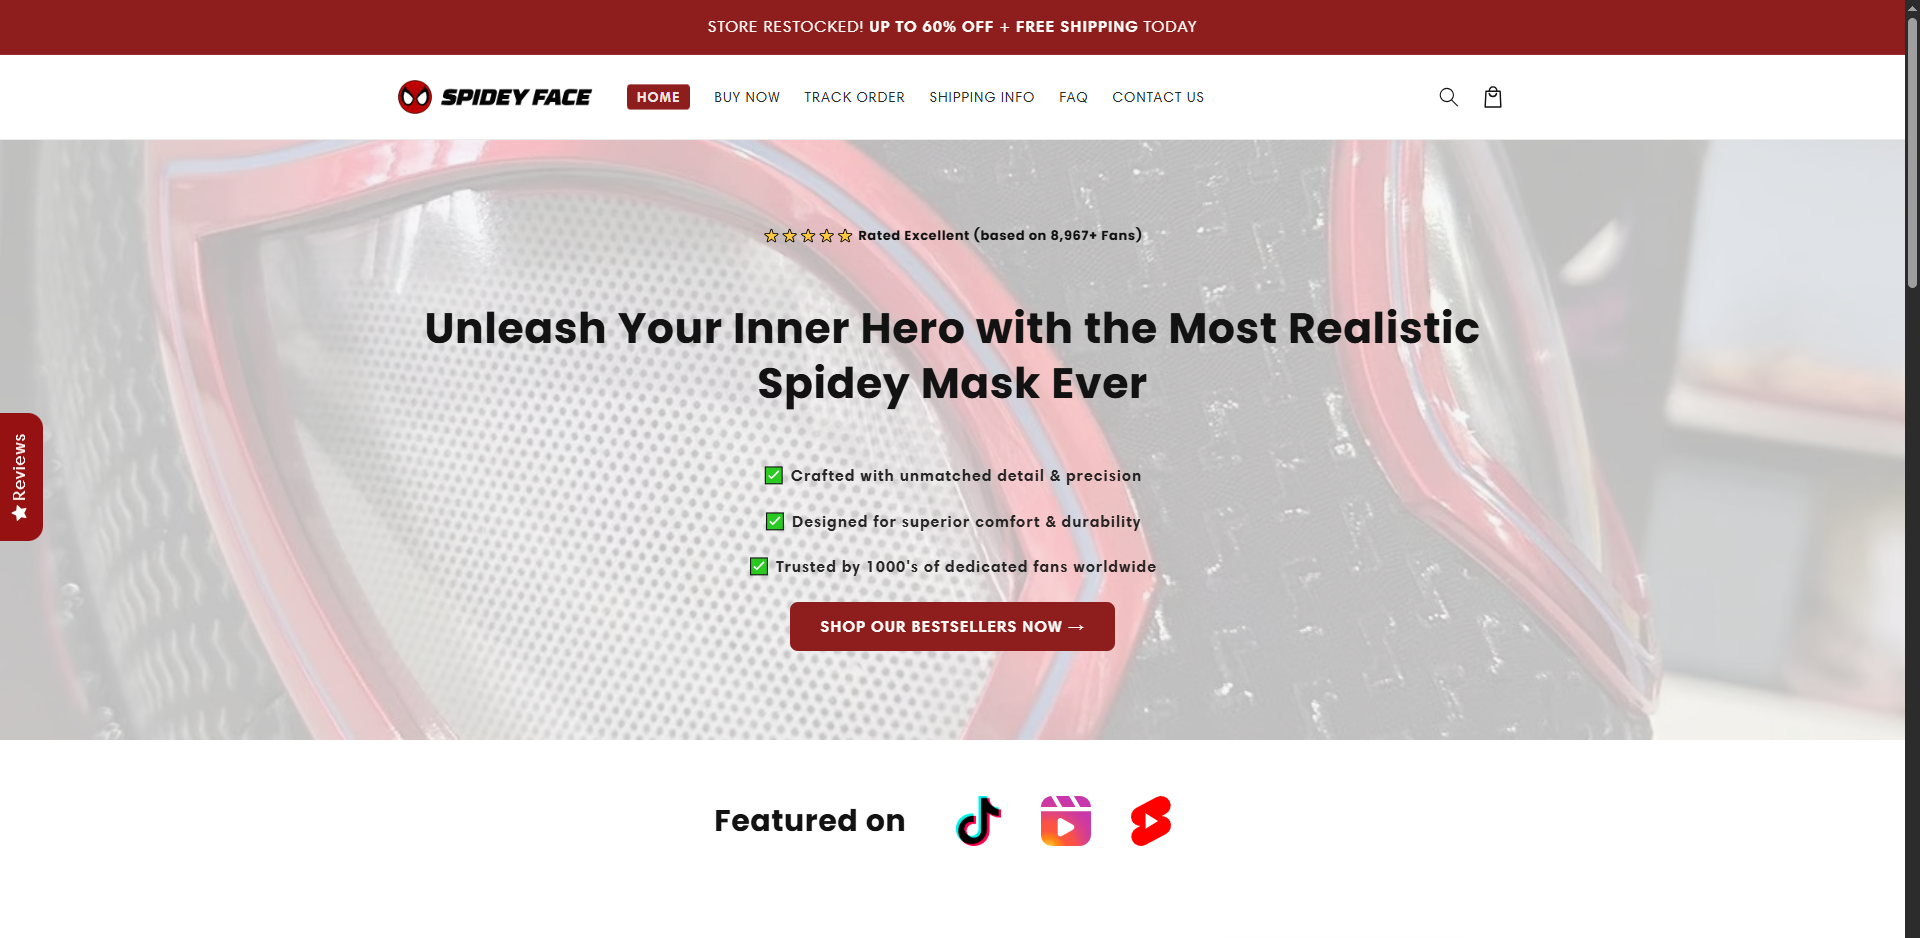 STORE RESTOCKED! UP TO 60% OFF + FREE SHIPPING TODAY
SPIDEY FACE
HOME
BUY NOW
TRACK ORDER
SHIPPING INFO
FAQ
CONTACT US
Rated Excellent (based on 8,967+ Fans)
Unleash Your Inner Hero with the Most Realistic
Spidey Mask Ever
Crafted with unmatched detail & precision
Designed for superior comfort & durability
Trusted by 1000's of dedicated fans worldwide
SHOP OUR BESTSELLERS NOW →
Reviews
Featured on